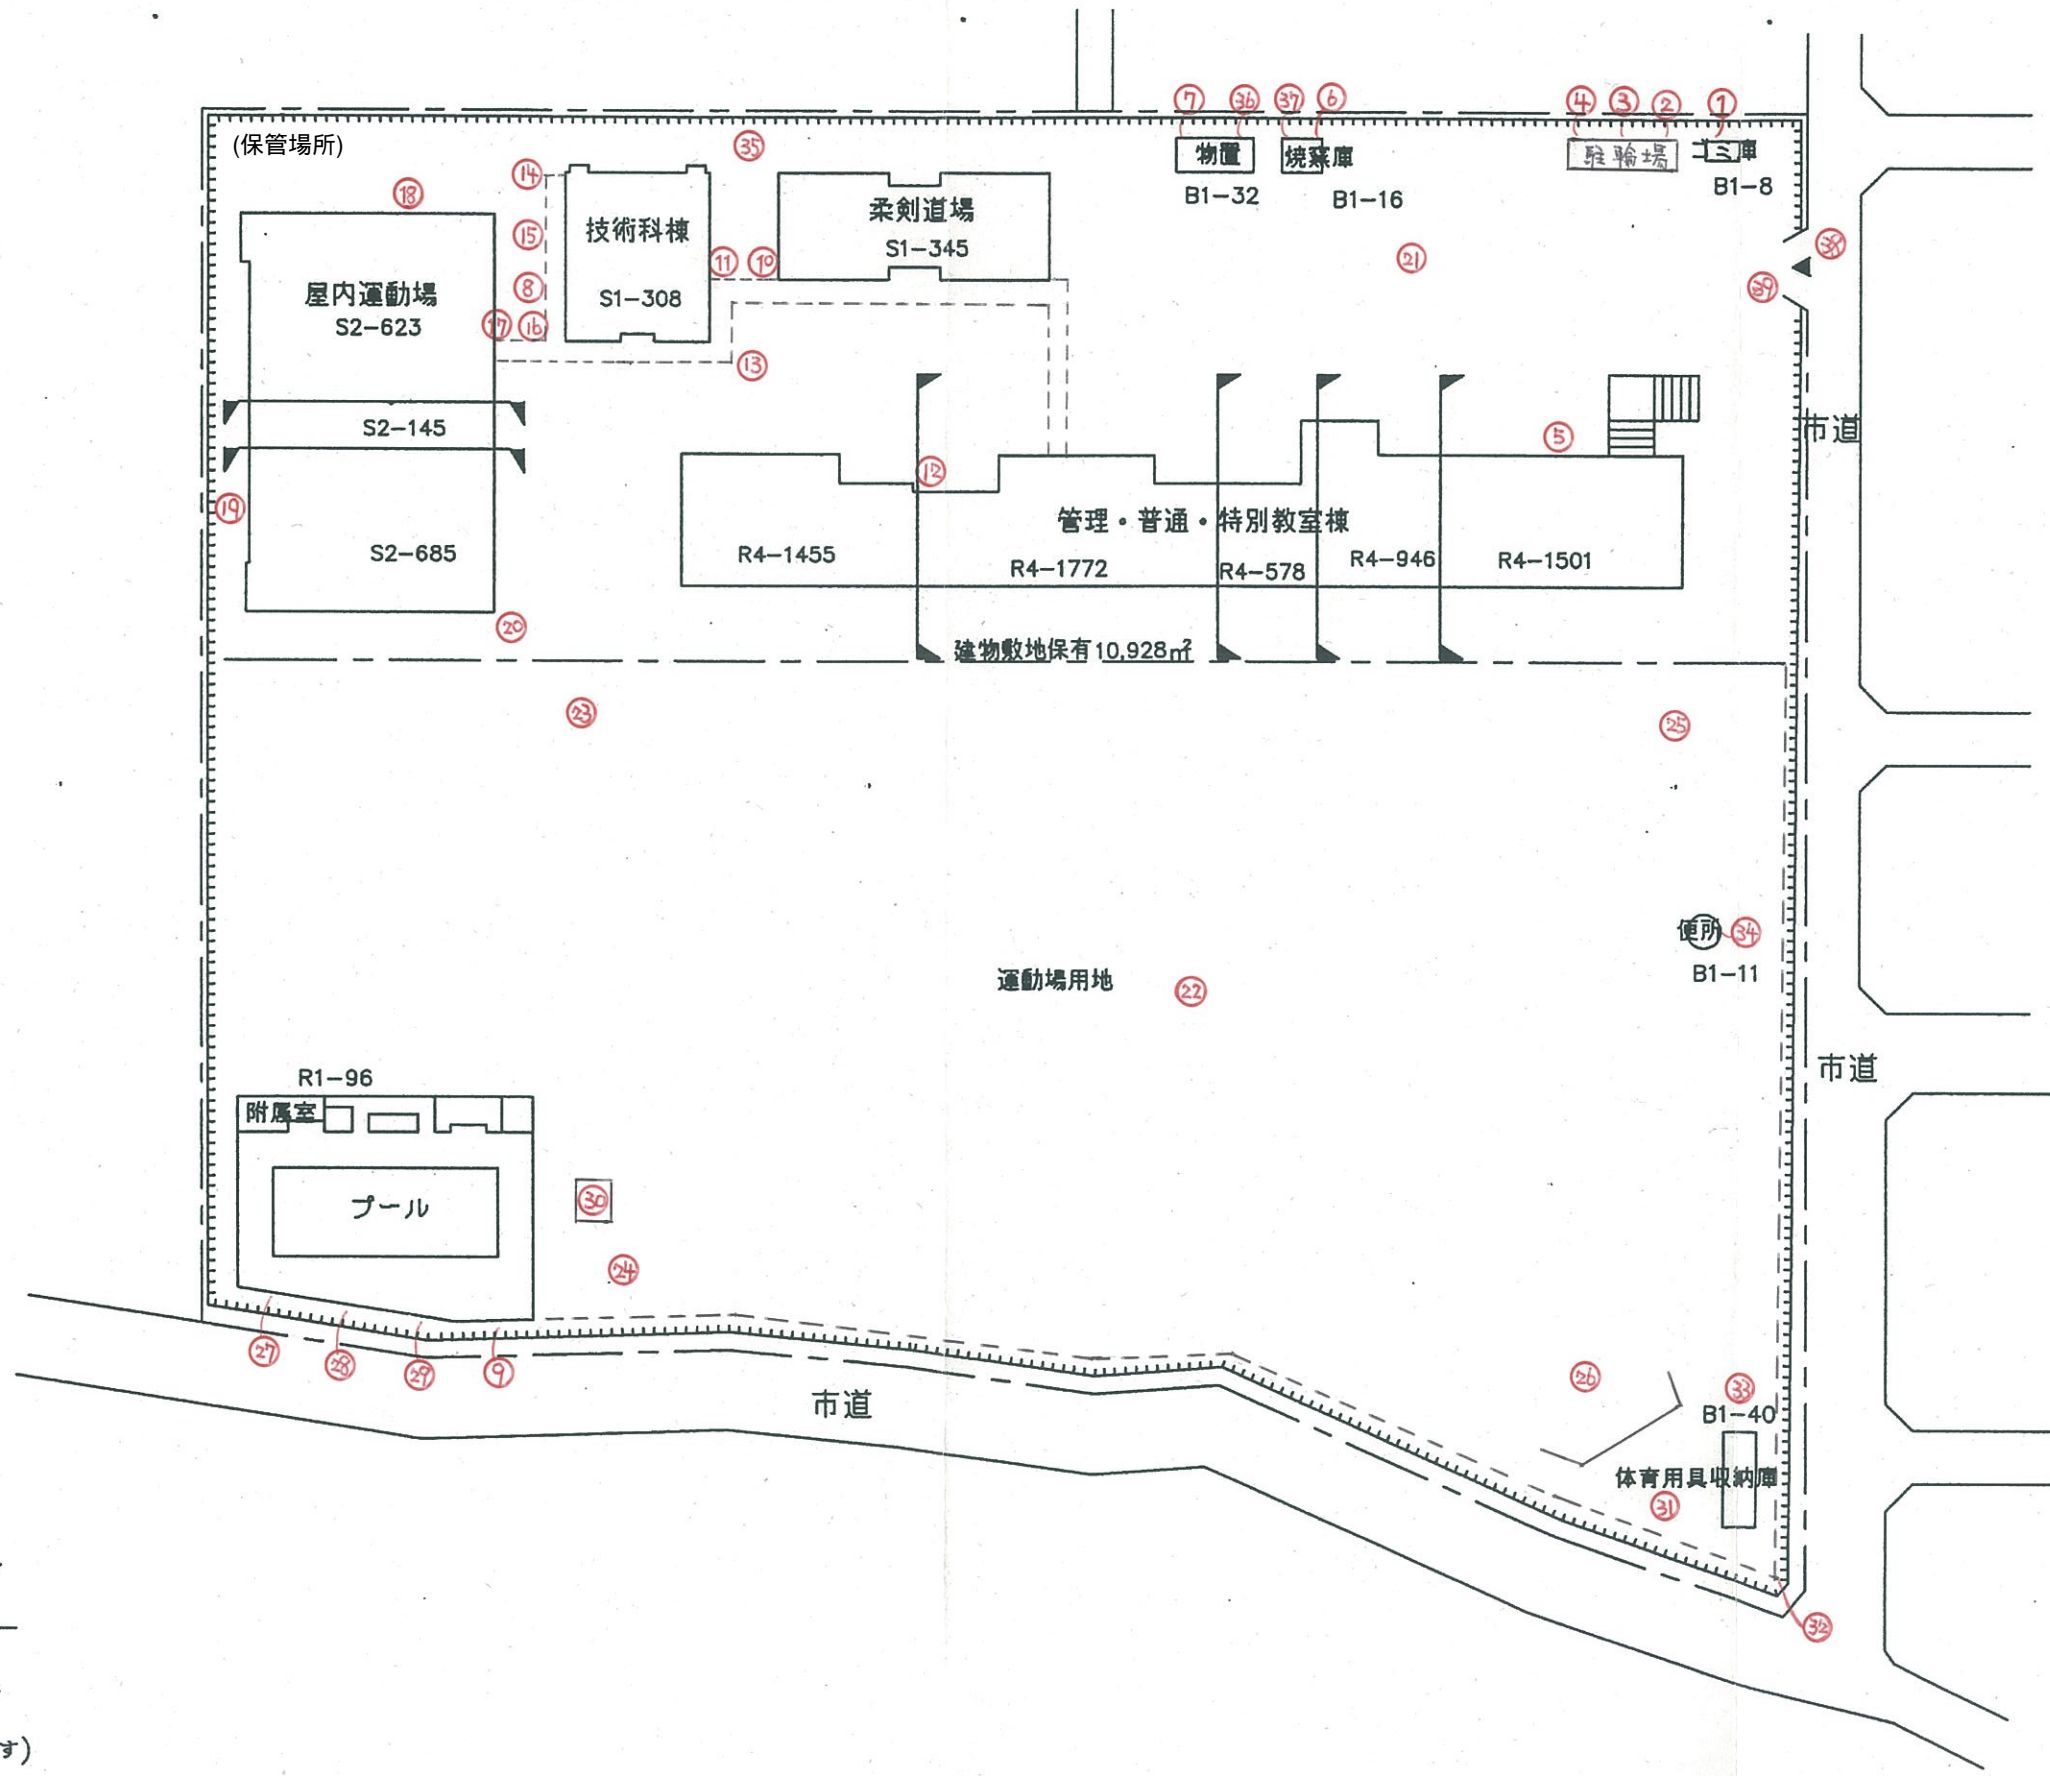 ⑦ ㊱ ㊲ ⑥ ④ ③ ② ①
(保管場所)
㉟
物置
焼藁庫
駐輪場
ゴミ庫
B1-32
B1-16
B1-8
⑭
⑱
技術科棟
柔剣道場
⑮
S1-345
⑪ ⑩
㉑
㊳
屋内運動場
⑧
S1-308
㊴
S2-623
⑰ ⑯
⑬
S2-145
⑤
市道
⑫
⑲
管理・普通・特別教室棟
S2-685
R4-1455
R4-1772
R4-578
R4-946
R4-1501
⑳
建物敷地保有10,928㎡
㉓
㉕
便所
㉞
B1-11
運動場用地
㉒
市道
R1-96
附属室
プール
㉚
㉔
㉗ ㉘ ㉙ ⑨
市道
㉖
㉝
B1-40
体育用具収納庫
㉛
㉜
す)